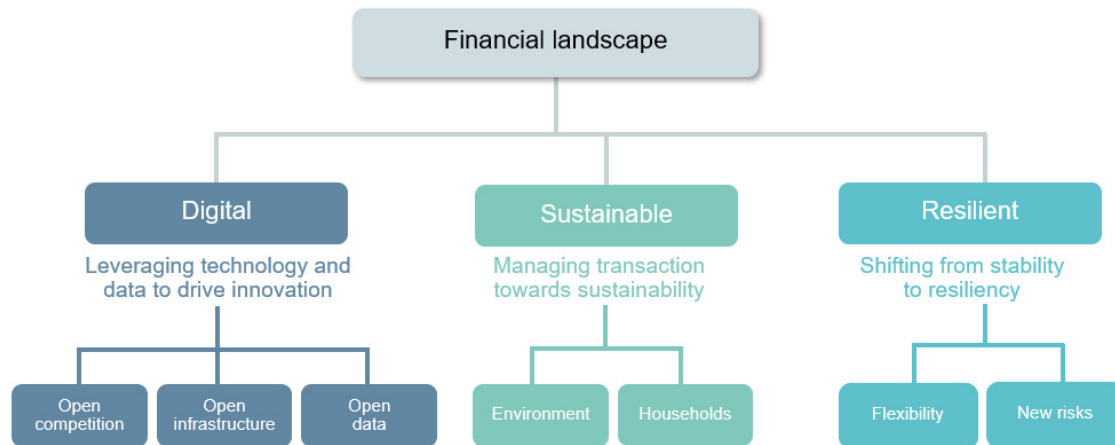 Financial landscape
Digital
Leveraging technology and
data to drive innovation
Open
competition
Open
infrastructure
Open
data
Sustainable
Managing transaction
towards sustainability
Environment
Households
Resilient
Shifting from stability
to resiliency
Flexibility
New risks